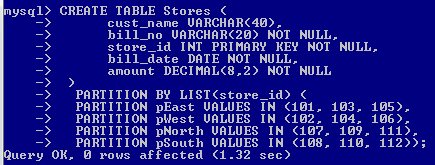 mysql> CREATE TABLE Stores (
-> cust_name VARCHAR(40),
-> bill_no VARCHAR(20) NOT NULL,
-> store_id INT PRIMARY KEY NOT NULL,
-> bill_date DATE NOT NULL,
-> amount DECIMAL(8,2) NOT NULL
-> )
-> PARTITION BY LIST(store_id) (
-> PARTITION pEast VALUES IN (101, 103, 105),
-> PARTITION pWest VALUES IN (102, 104, 106),
-> PARTITION pNorth VALUES IN (107, 109, 111),
-> PARTITION pSouth VALUES IN (108, 110, 112));
Query OK, 0 rows affected (1.32 sec)